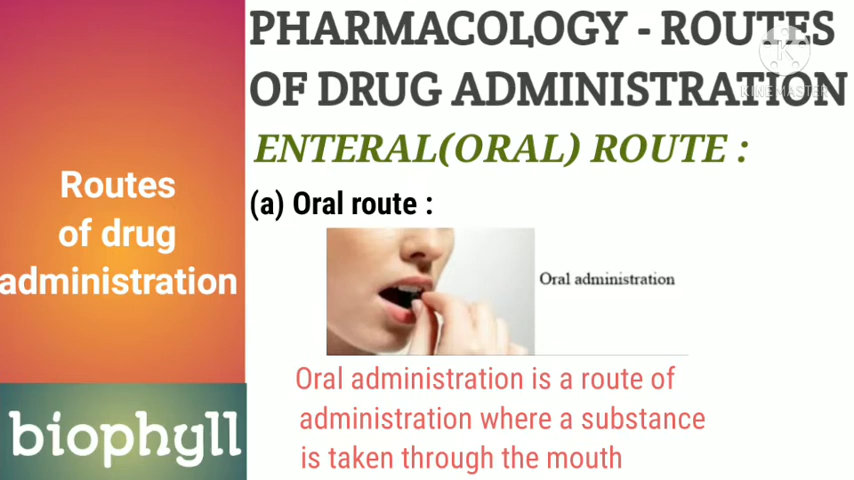 PHARMACOLOGY - ROUTES
OF DRUG ADMINISTRATION
KINEMASTER
ENTERAL(ORAL) ROUTE :
Routes
of drug
administration
(a) Oral route :
Oral administration
Oral administration is a route of
administration where a substance
is taken through the mouth
biophyll